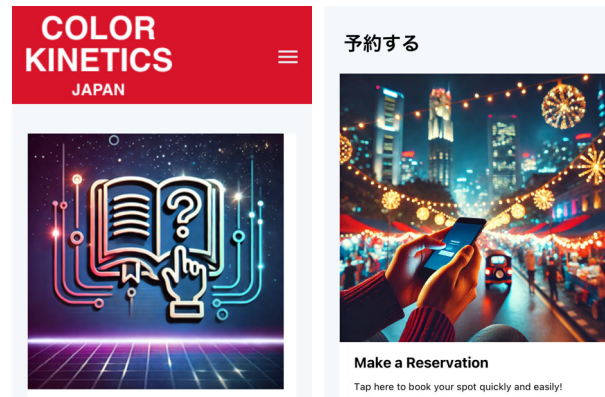 COLOR
KINETICS
JAPAN
?
予約する
Make a Reservation
Tap here to book your spot quickly and easily!